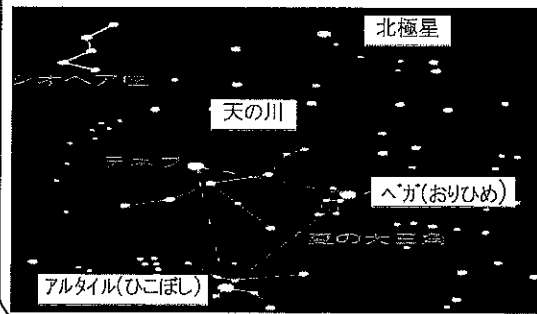 北極星
シオペア座
天の川
デネブ
ベガ(おりひめ)
夏の大三角
アルタイル(ひこぼし)